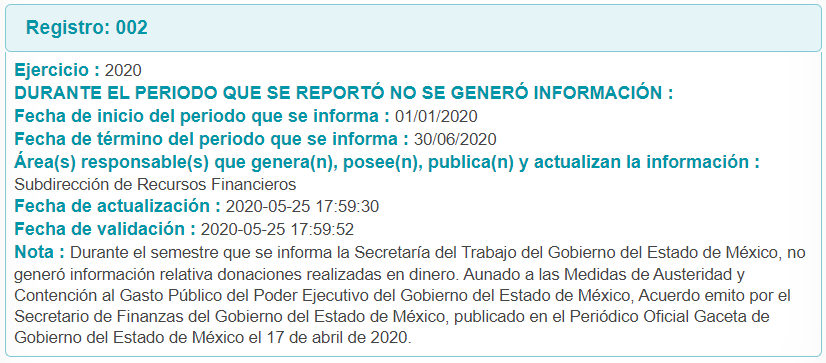 Registro: 002
Ejercicio : 2020
DURANTE EL PERIODO QUE SE REPORTÓ NO SE GENERÓ INFORMACIÓN :
Fecha de inicio del periodo que se informa : 01/01/2020
Fecha de término del periodo que se informa : 30/06/2020
Área(s) responsable(s) que genera(n), posee(n), publica(n) y actualizan la información :
Subdirección de Recursos Financieros
Fecha de actualización : 2020-05-25 17:59:30
Fecha de validación : 2020-05-25 17:59:52
Nota : Durante el semestre que se informa la Secretaría del Trabajo del Gobierno del Estado de México, no
generó información relativa donaciones realizadas en dinero. Aunado a las Medidas de Austeridad y
Contención al Gasto Público del Poder Ejecutivo del Gobierno del Estado de México, Acuerdo emito por el
Secretario de Finanzas del Gobierno del Estado de México, publicado en el Periódico Oficial Gaceta de
Gobierno del Estado de México el 17 de abril de 2020.